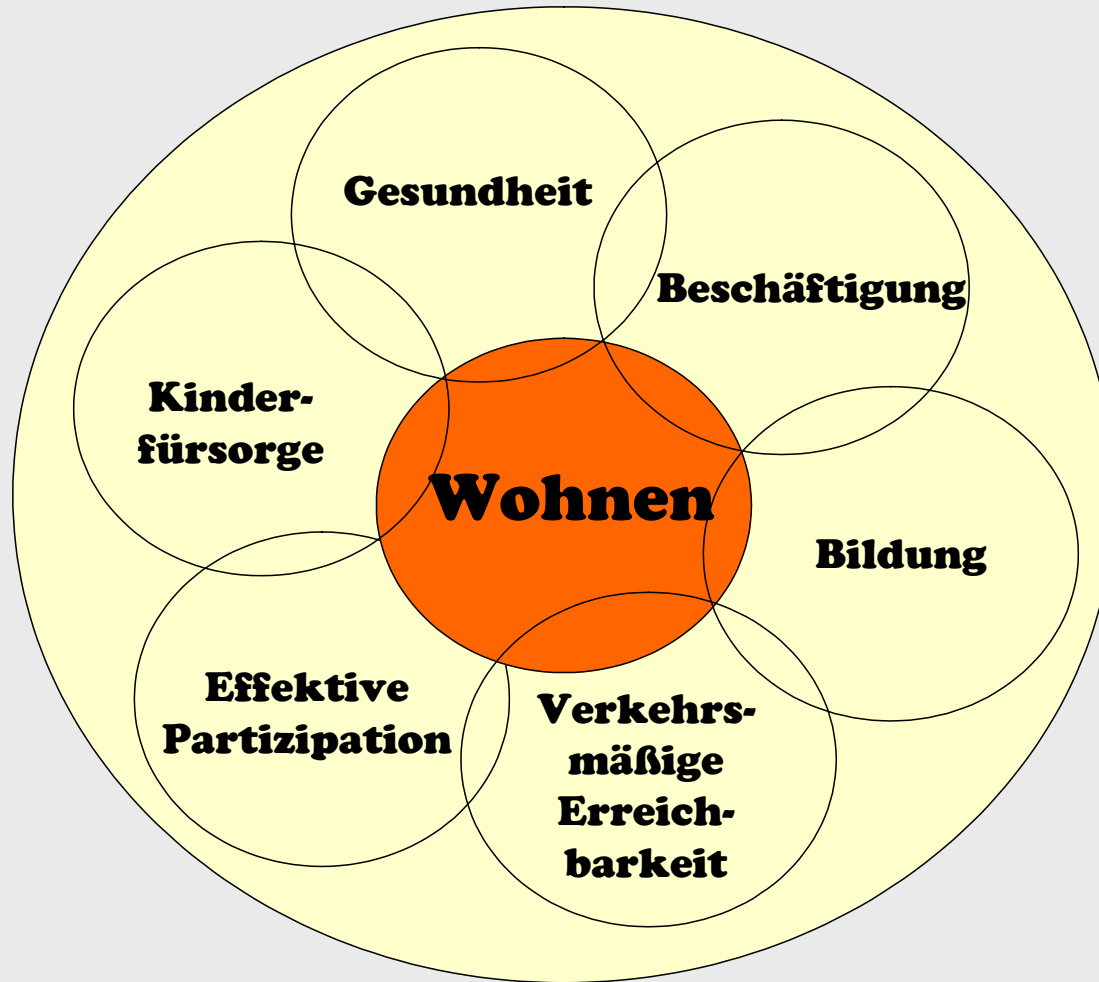 Gesundheit
Beschäftigung
Kinder-
fürsorge
Wohnen
Bildung
Effektive
Partizipation
Verkehrs-
mäßige
Erreich-
barkeit